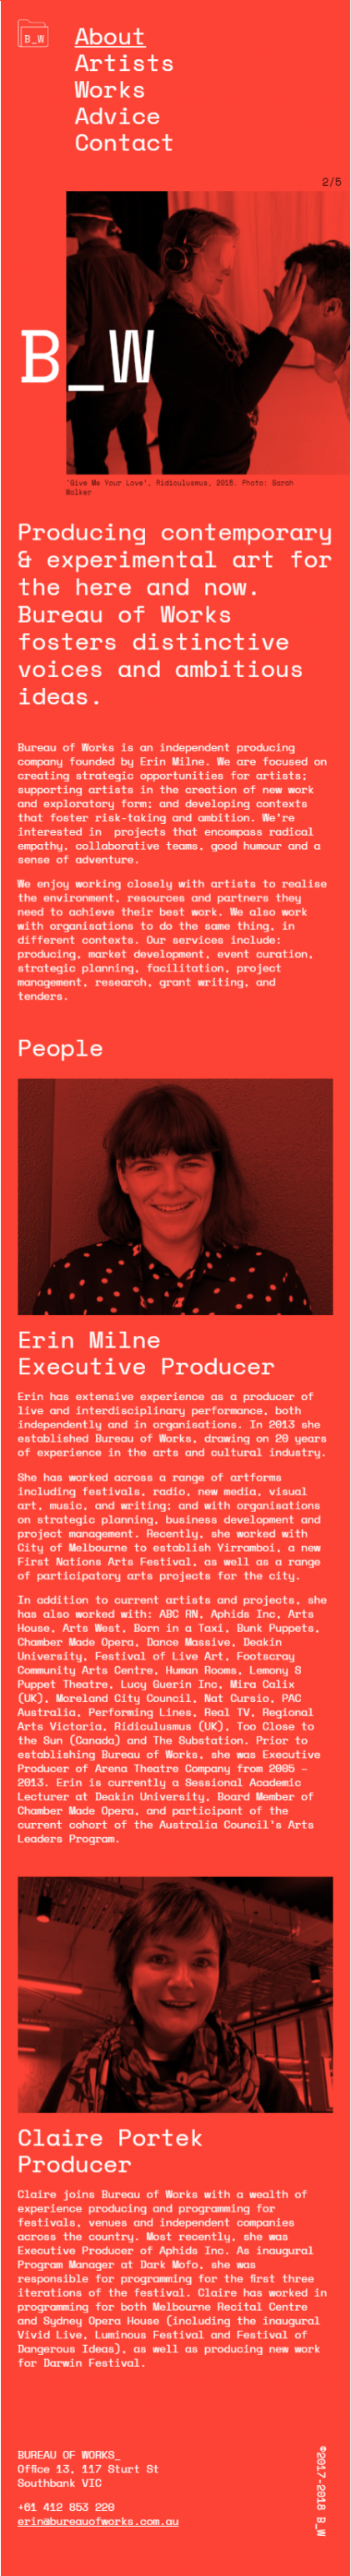 B_W
About
Artists
Works
Advice
Contact
2/5
B_W
'Give Me Your Love', Ridiculusmus, 2015. Photo: Sarah
Walker
Producing contemporary
& experimental art for
the here and now.
Bureau of Works
fosters distinctive
voices and ambitious
ideas.
Bureau of Works is an independent producing
company founded by Erin Milne. We are focused on
creating strategic opportunities for artists;
supporting artists in the creation of new work
and exploratory form; and developing contexts
that foster risk-taking and ambition. We're
interested in  projects that encompass radical
empathy, collaborative teams, good humour and a
sense of adventure.
We enjoy working closely with artists to realise
the environment, resources and partners they
need to achieve their best work. We also work
with organisations to do the same thing, in
different contexts. Our services include:
producing, market development, event curation,
strategic planning, facilitation, project
management, research, grant writing, and
tenders.
People
Erin Milne
Executive Producer
Erin has extensive experience as a producer of
live and interdisciplinary performance, both
independently and in organisations. In 2013 she
established Bureau of Works, drawing on 20 years
of experience in the arts and cultural industry.
She has worked across a range of artforms
including festivals, radio, new media, visual
art, music, and writing; and with organisations
on strategic planning, business development and
project management. Recently, she worked with
City of Melbourne to establish Yirramboi, a new
First Nations Arts Festival, as well as a range
of participatory arts projects for the city.
In addition to current artists and projects, she
has also worked with: ABC RN, Aphids Inc, Arts
House, Arts West, Born in a Taxi, Bunk Puppets,
Chamber Made Opera, Dance Massive, Deakin
University, Festival of Live Art, Footscray
Community Arts Centre, Human Rooms, Lemony S
Puppet Theatre, Lucy Guerin Inc, Mira Calix
(UK), Moreland City Council, Nat Cursio, PAC
Australia, Performing Lines, Real TV, Regional
Arts Victoria, Ridiculusmus (UK), Too Close to
the Sun (Canada) and The Substation. Prior to
establishing Bureau of Works, she was Executive
Producer of Arena Theatre Company from 2005 –
2013. Erin is currently a Sessional Academic
Lecturer at Deakin University, Board Member of
Chamber Made Opera, and participant of the
current cohort of the Australia Council's Arts
Leaders Program.
Claire Portek
Producer
Claire joins Bureau of Works with a wealth of
experience producing and programming for
festivals, venues and independent companies
across the country. Most recently, she was
Executive Producer of Aphids Inc. As inaugural
Program Manager at Dark Mofo, she was
responsible for programming for the first three
iterations of the festival. Claire has worked in
programming for both Melbourne Recital Centre
and Sydney Opera House (including the inaugural
Vivid Live, Luminous Festival and Festival of
Dangerous Ideas), as well as producing new work
for Darwin Festival.
BUREAU OF WORKS_
Office 13, 117 Sturt St
Southbank VIC
+61 412 853 220
erin@bureauofworks.com.au
©2017-2018 B_W